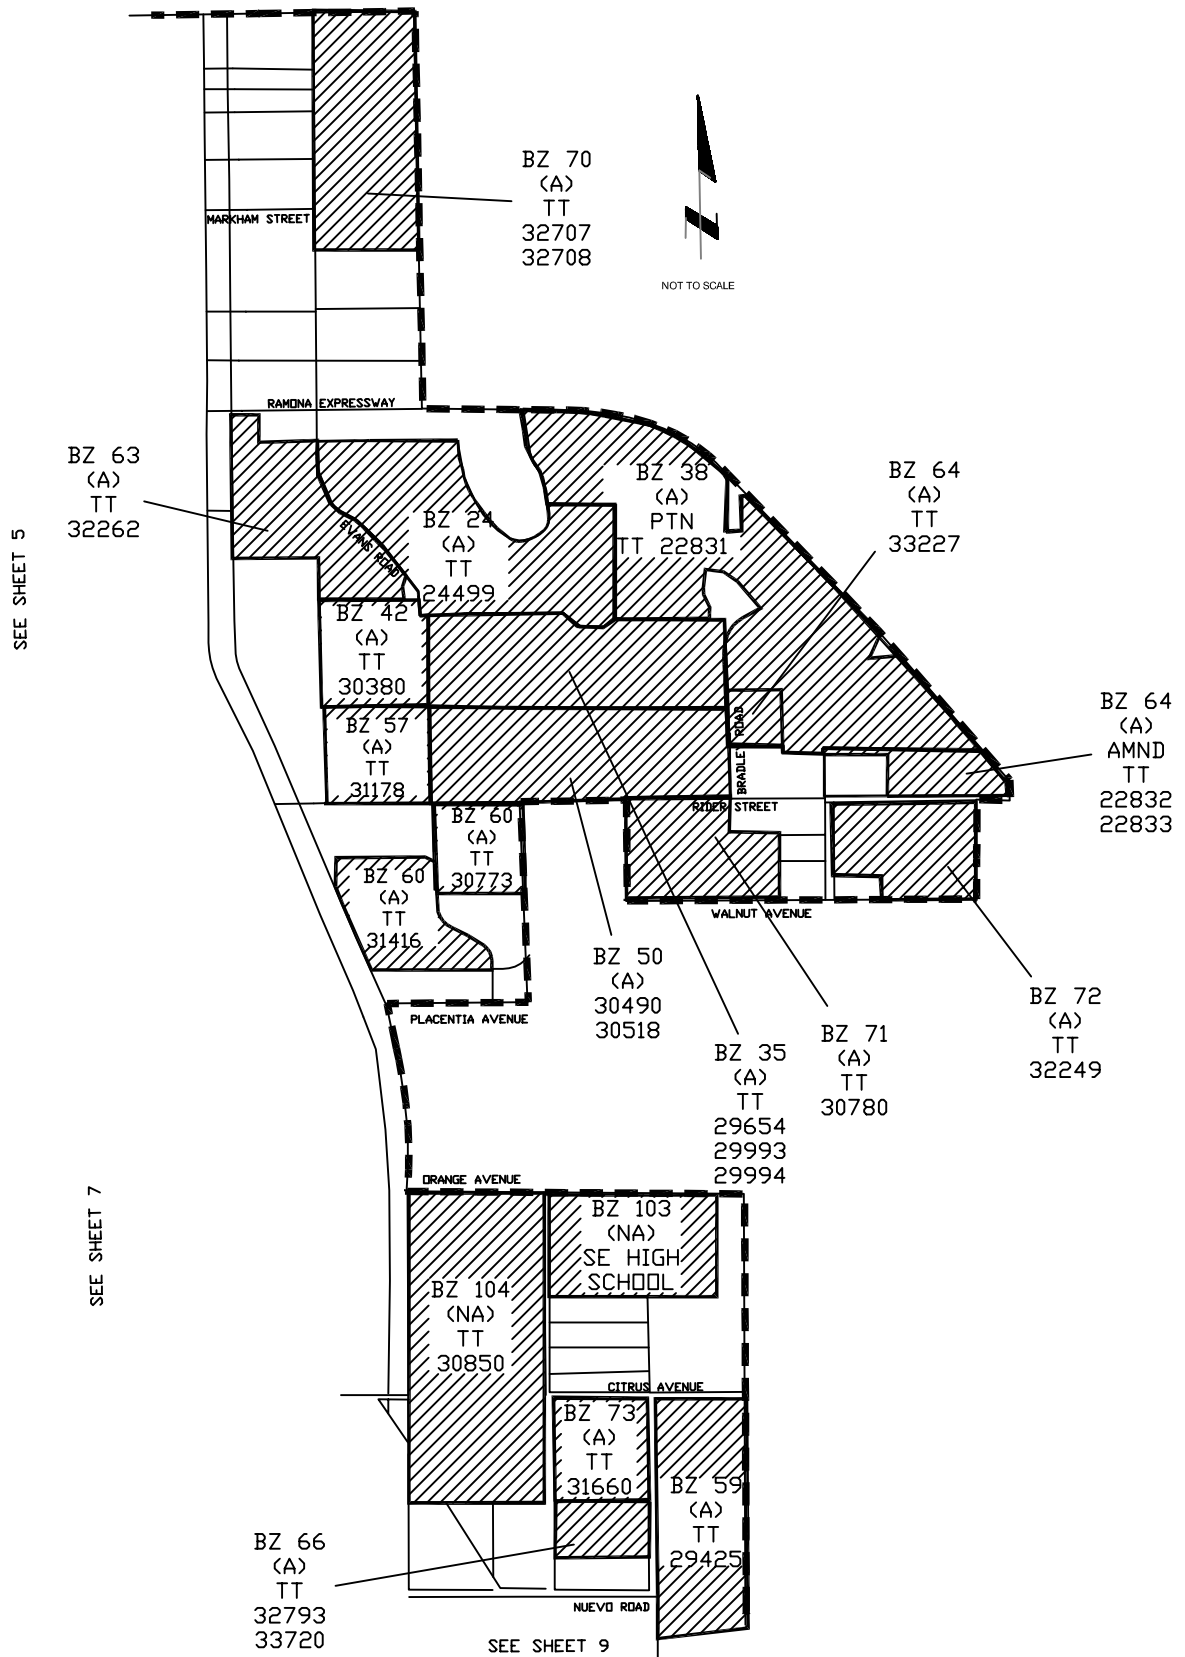 BZ 70
(A)
TT
32707
32708
MARKHAM STREET
NOT TO SCALE
RAMONA EXPRESSWAY
BZ 63
(A)
TT
32262
BZ 38
(A)
PTN
TT 22831
BZ 64
(A)
TT
33227
SEE SHEET 5
EVANS ROAD
BZ 24
(A)
TT
24499
BZ 42
(A)
TT
30380
BZ 57
(A)
TT
31178
BRADLEY ROAD
BZ 64
(A)
AMND
TT
22832
22833
RIDER STREET
BZ 60
(A)
TT
30773
BZ 60
(A)
TT
31416
WALNUT AVENUE
BZ 50
(A)
30490
30518
PLACENTIA AVENUE
BZ 72
(A)
TT
32249
BZ 71
(A)
TT
30780
BZ 35
(A)
TT
29654
29993
29994
ORANGE AVENUE
SEE SHEET 7
BZ 103
(NA)
SE HIGH
SCHOOL
BZ 104
(NA)
TT
30850
CITRUS AVENUE
BZ 73
(A)
TT
31660
BZ 59
(A)
TT
29425
BZ 66
(A)
TT
32793
33720
NUEVO ROAD
SEE SHEET 9